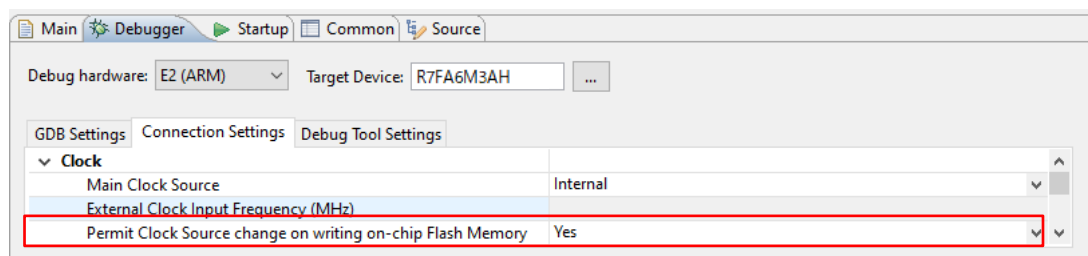 Main Debugger Startup Common Source
Debug hardware: E2 (ARM) Target Device: R7FA6M3AH ...
GDB Settings Connection Settings Debug Tool Settings
Clock
Main Clock Source Internal
External Clock Input Frequency (MHz)
Permit Clock Source change on writing on-chip Flash Memory Yes